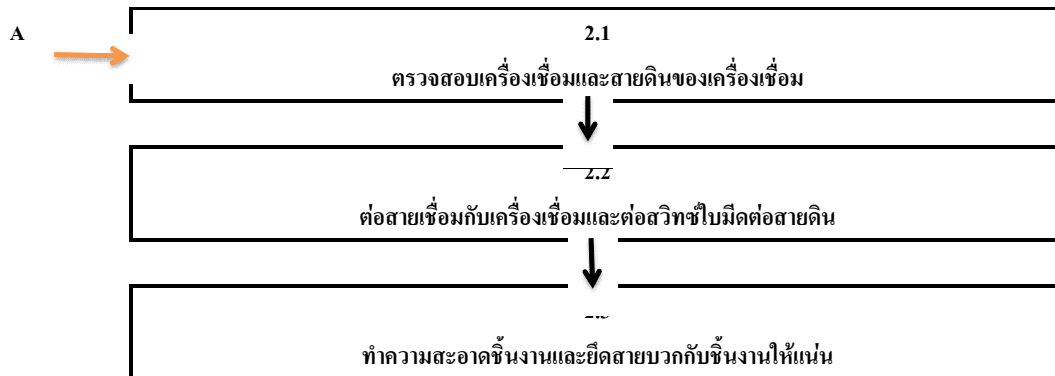 A
2.1
ตรวจสอบเครื่องเชื่อมและสายดินของเครื่องเชื่อม
2.2
ต่อสายเชื่อมกับเครื่องเชื่อมและต่อสวิทซ์ใบมีดต่อสายดิน
ทำความสะอาดชิ้นงานและยึดสายบวกกับชิ้นงานให้แน่น